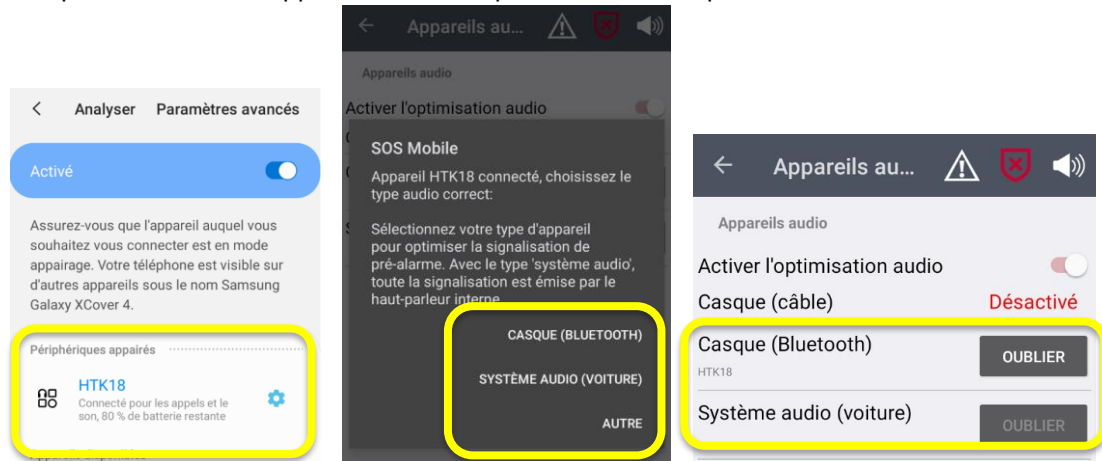 Analyser Paramètres avancés
Activé
Assurez-vous que l'appareil auquel vous
souhaitez vous connecter est en mode
appairage. Votre téléphone est visible sur
d'autres appareils sous le nom Samsung
Galaxy XCover 4.
Périphériques appairés
HTK18
Connecté pour les appels et le
son, 80 % de batterie restante
Appareils au...
Appareils audio
Activer l'optimisation audio
SOS Mobile
Appareil HTK18 connecté, choisissez le
type audio correct:
Sélectionnez votre type d'appareil
pour optimiser la signalisation de
pré-alarme. Avec le type 'système audio',
toute la signalisation est émise par le
haut-parleur interne
CASQUE (BLUETOOTH)
SYSTÈME AUDIO (VOITURE)
AUTRE
Appareils au...
Appareils audio
Activer l'optimisation audio
Casque (câble) Désactivé
Casque (Bluetooth) OUBLIER
HTK18
Système audio (voiture) OUBLIER